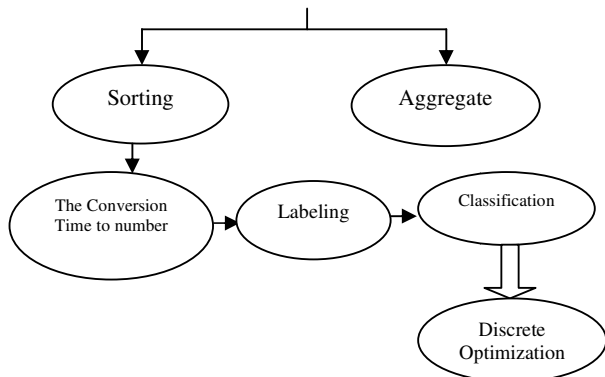 Sorting
Aggregate
The Conversion
Time to number
Labeling
Classification
Discrete
Optimization